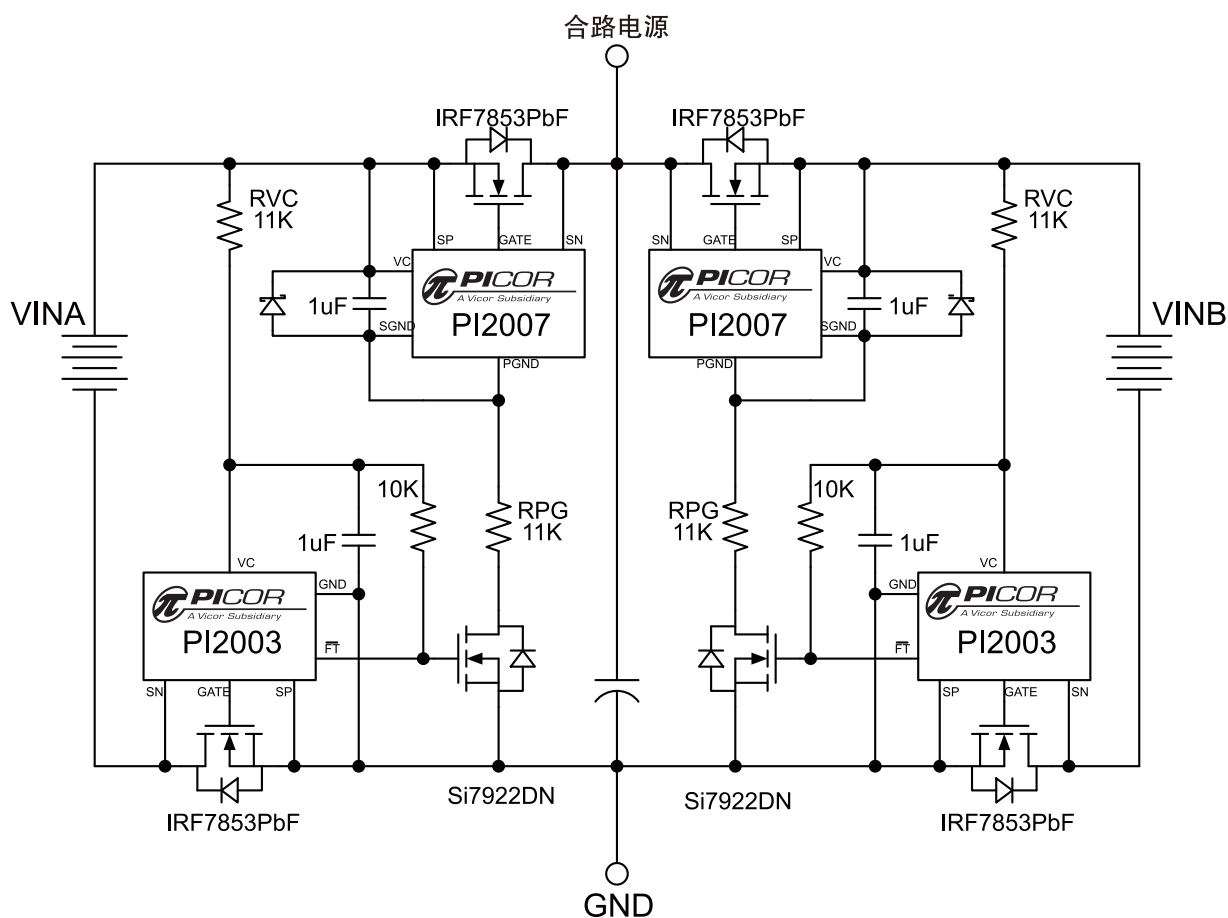 合路电源
IRF7853PbF
IRF7853PbF
RVC
11K
RVC
11K
SP
GATE
SN
SN
GATE
SP
VC
PICOR
A Vicor Subsidiary
PI2007
PICOR
A Vicor Subsidiary
PI2007
VC
VINA
1uF
SGND
SGND
1uF
VINB
PGND
PGND
10K
RPG
11K
RPG
11K
10K
1uF
1uF
VC
GND
PICOR
A Vicor Subsidiary
PI2003
FT
GND
VC
PICOR
A Vicor Subsidiary
PI2003
FT
SN
GATE
SP
SP
GATE
SN
Si7922DN
Si7922DN
IRF7853PbF
IRF7853PbF
GND